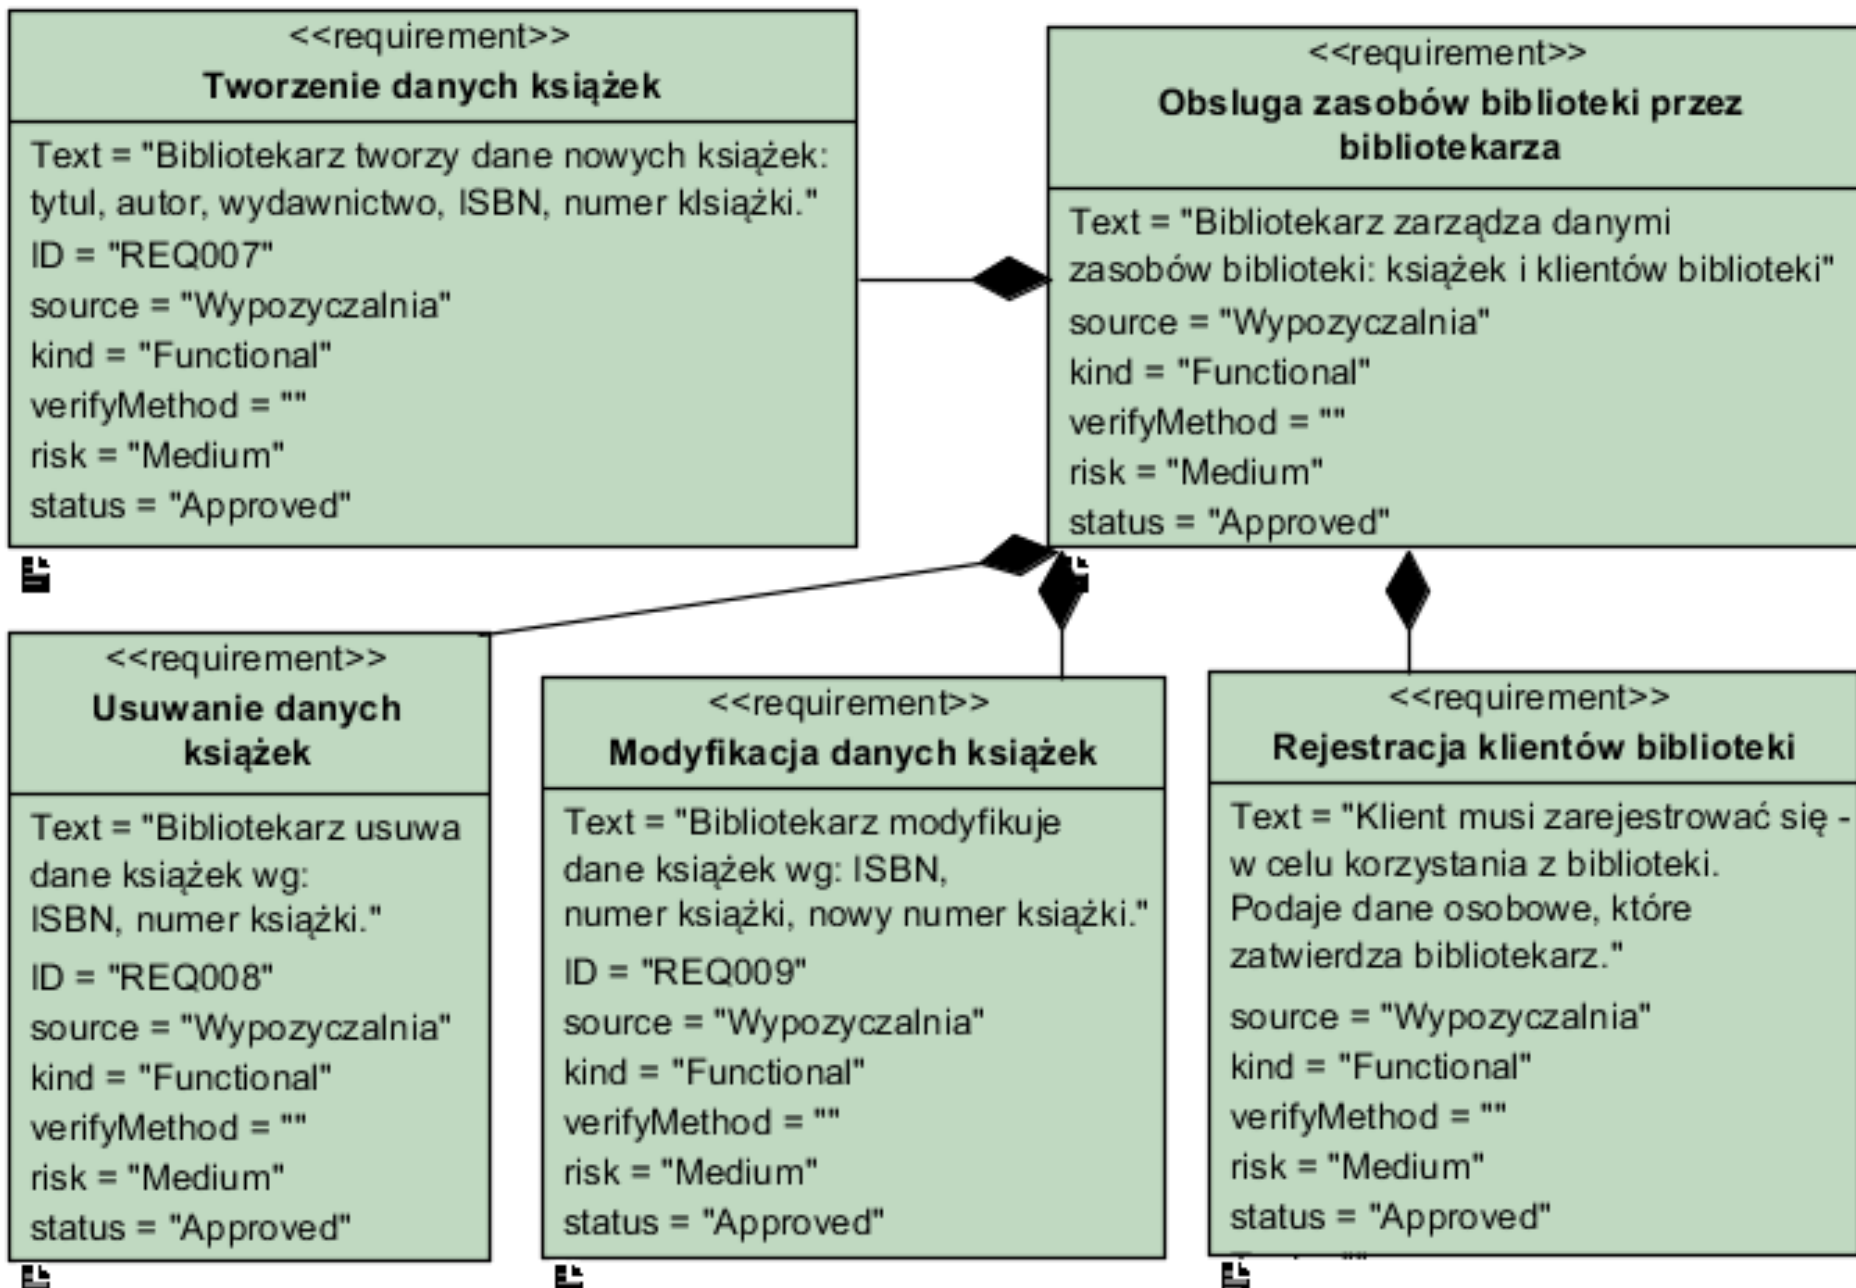 <<requirement>>
Tworzenie danych książek
Text = "Bibliotekarz tworzy dane nowych książek:
tytul, autor, wydawnictwo, ISBN, numer klsiążki."
ID = "REQ007"
source = "Wypozyczalnia"
kind = "Functional"
verifyMethod = ""
risk = "Medium"
status = "Approved"
<<requirement>>
Obsluga zasobów biblioteki przez
bibliotekarza
Text = "Bibliotekarz zarządza danymi
zasobów biblioteki: książek i klientów biblioteki"
source = "Wypozyczalnia"
kind = "Functional"
verifyMethod = ""
risk = "Medium"
status = "Approved"
<<requirement>>
Usuwanie danych
książek
Text = "Bibliotekarz usuwa
dane książek wg:
ISBN, numer książki."
ID = "REQ008"
source = "Wypozyczalnia"
kind = "Functional"
verifyMethod = ""
risk = "Medium"
status = "Approved"
<<requirement>>
Modyfikacja danych książek
Text = "Bibliotekarz modyfikuje
dane książek wg: ISBN,
numer książki, nowy numer książki."
ID = "REQ009"
source = "Wypozyczalnia"
kind = "Functional"
verifyMethod = ""
risk = "Medium"
status = "Approved"
<<requirement>>
Rejestracja klientów biblioteki
Text = "Klient musi zarejestrować się -
w celu korzystania z biblioteki.
Podaje dane osobowe, które
zatwierdza bibliotekarz."
source = "Wypozyczalnia"
kind = "Functional"
verifyMethod = ""
risk = "Medium"
status = "Approved"